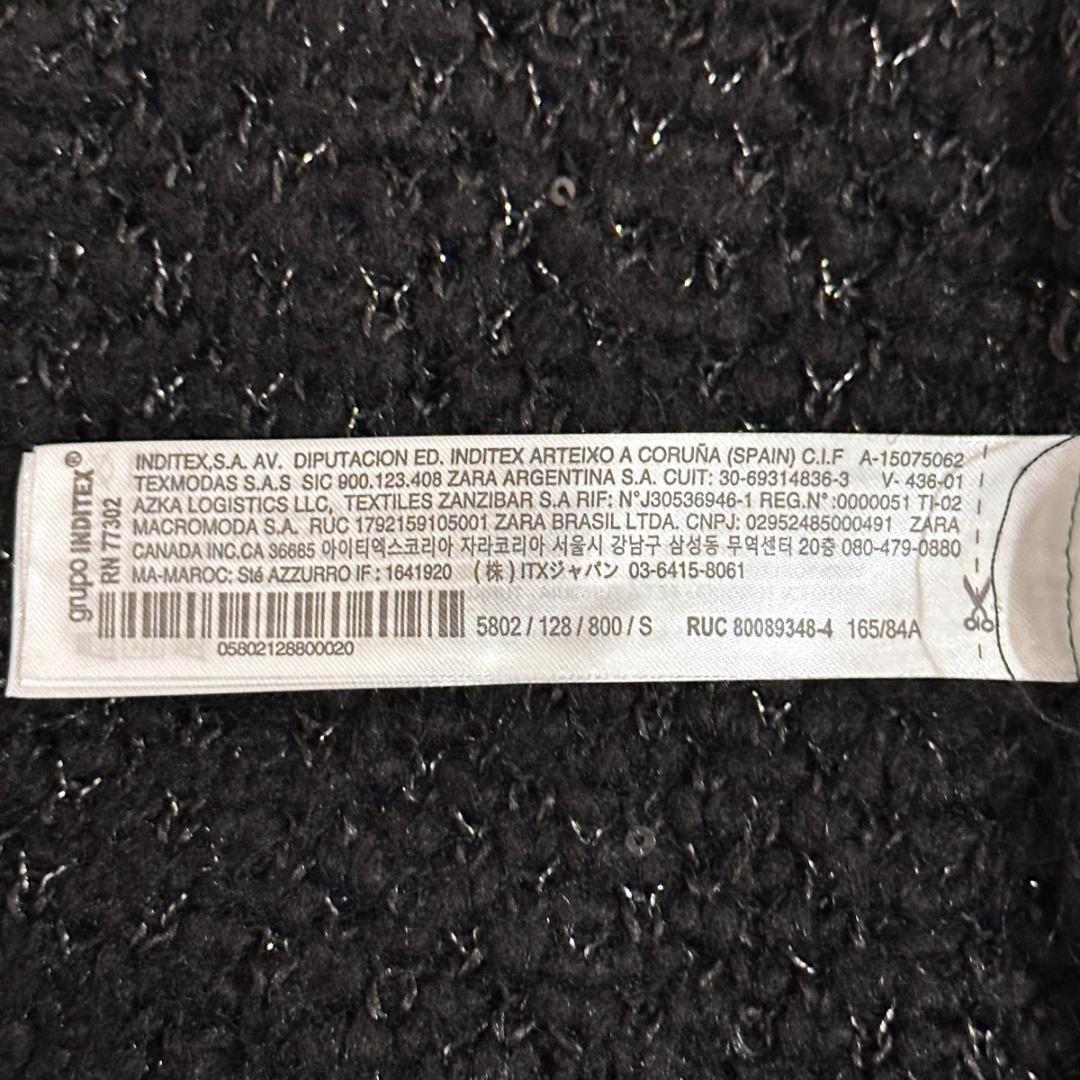 grupo INDITEX®
RN 77302
INDITEX,S.A. AV. DIPUTACION ED. INDITEX ARTEIXO A CORUÑA (SPAIN) C.I.F A-15075062
TEXMODAS S.A.S SIC 900.123.408 ZARA ARGENTINA S.A. CUIT: 30-69314836-3 V- 436-01
AZKA LOGISTICS LLC, TEXTILES ZANZIBAR S.A RIF: N°J30536946-1 REG.N° :0000051 TI-02
MACROMODA S.A. RUC 1792159105001 ZARA BRASIL LTDA. CNPJ: 02952485000491 ZARA
CANADA INC.CA 36685 아이티엑스코리아 자라코리아 서울시 강남구 삼성동 무역센터 20층 080-479-0880
MA-MAROC: Sté AZZURRO IF : 1641920 (株) ITXジャパン 03-6415-8061
5802 / 128 / 800 / S RUC 80089348-4 165/84A
05802128800020